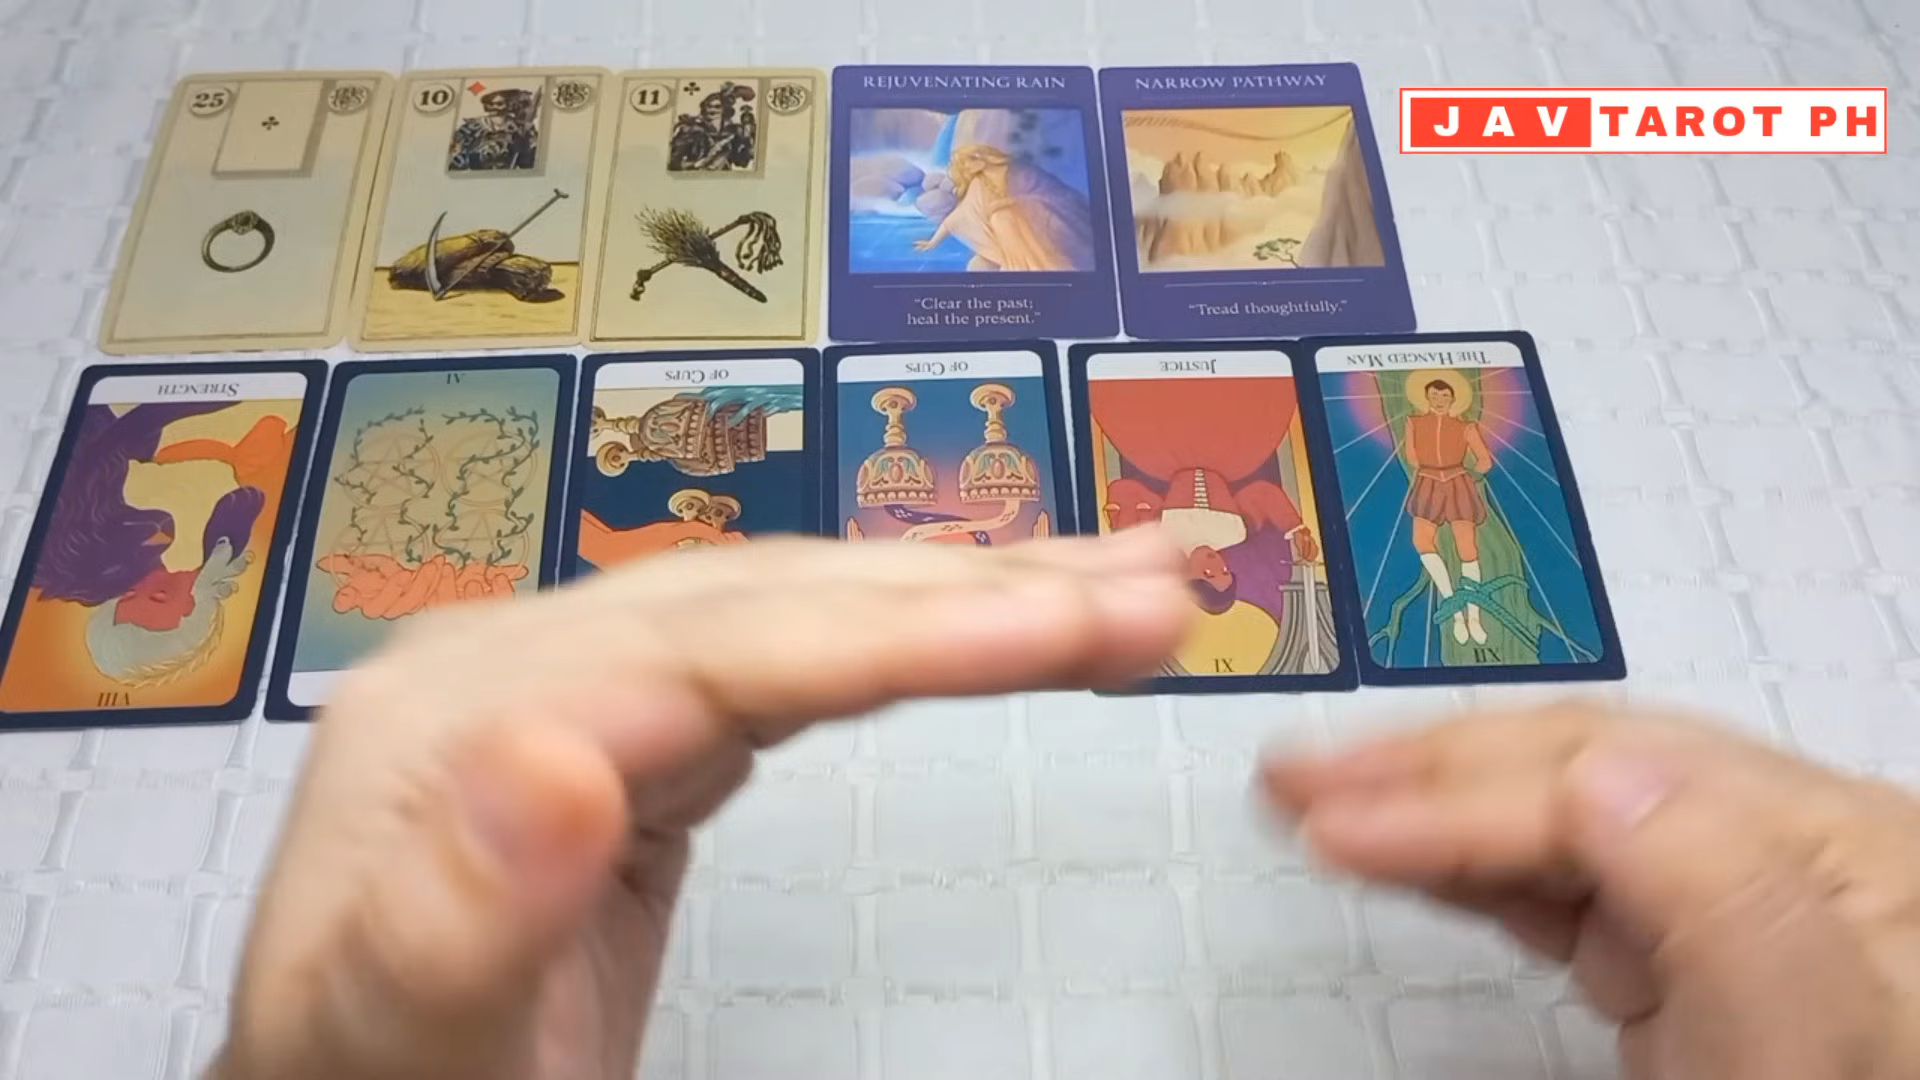 25
10
11
REJUVENATING RAIN
"Clear the past;
heal the present."
NARROW PATHWAY
"Tread thoughtfully."
JAV TAROT PH
STRENGTH
VIII
VI
OF CUPS
OF CUPS
JUSTICE
XI
THE HANGED MAN
XII